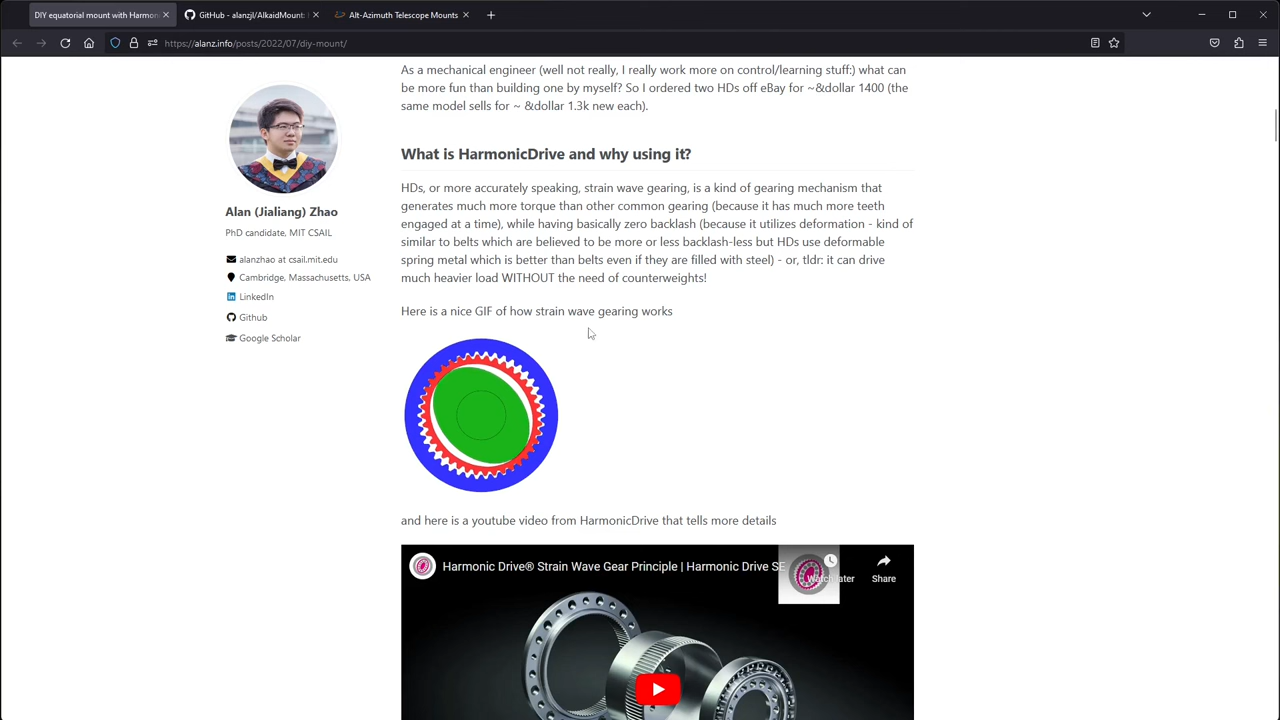 DIY equatorial mount with Harmon
GitHub - alanzjl/AlkaidMount:
Alt-Azimuth Telescope Mounts
https://alanz.info/posts/2022/07/diy-mount/
As a mechanical engineer (well not really, I really work more on control/learning stuff:) what can
be more fun than building one by myself? So I ordered two HDs off eBay for ~&dollar 1400 (the
same model sells for ~ &dollar 1.3k new each).
What is HarmonicDrive and why using it?
HDs, or more accurately speaking, strain wave gearing, is a kind of gearing mechanism that
generates much more torque than other common gearing (because it has much more teeth
engaged at a time), while having basically zero backlash (because it utilizes deformation - kind of
similar to belts which are believed to be more or less backlash-less but HDs use deformable
spring metal which is better than belts even if they are filled with steel) - or, tldr: it can drive
much heavier load WITHOUT the need of counterweights!
Here is a nice GIF of how strain wave gearing works
and here is a youtube video from HarmonicDrive that tells more details
Harmonic Drive® Strain Wave Gear Principle | Harmonic Drive SE
Watch later
Share
Alan (Jialiang) Zhao
PhD candidate, MIT CSAIL
alanzhao at csail.mit.edu
Cambridge, Massachusetts, USA
LinkedIn
Github
Google Scholar